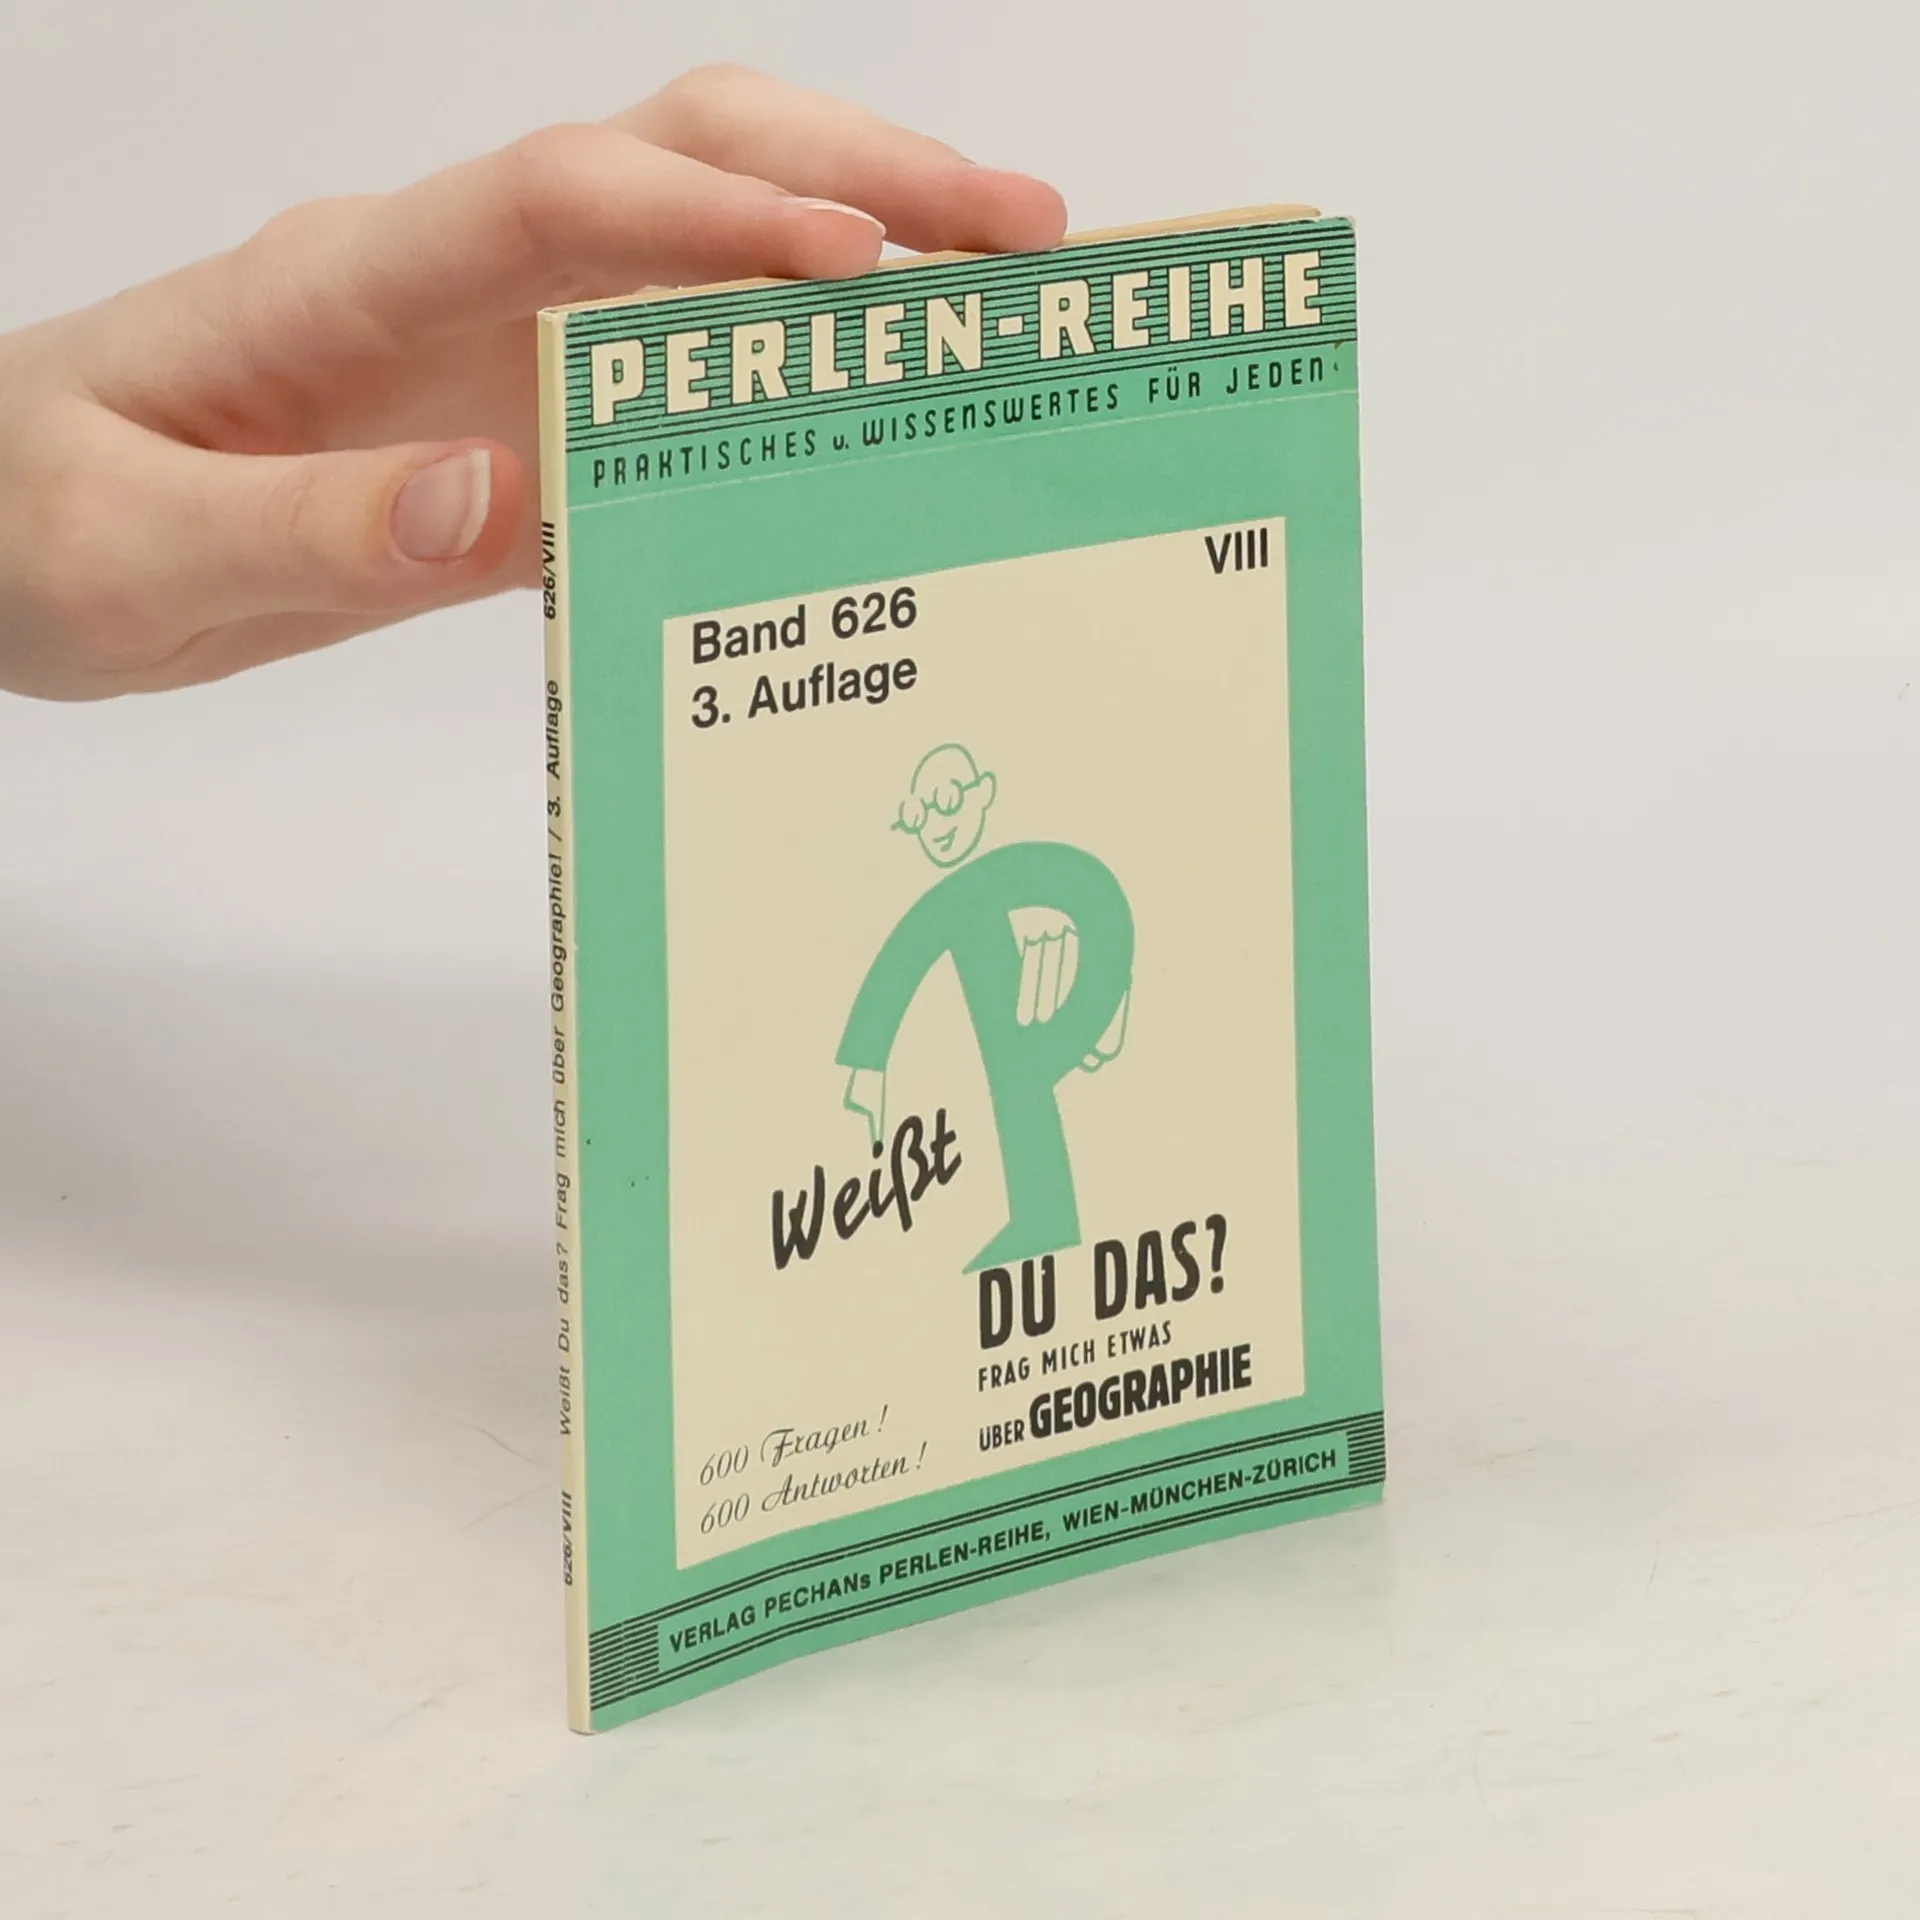 PERLEN-REIHE
PRAKTISCHES u. WISSENSWERTES FÜR JEDEN
VIII
Band 626
3. Auflage
Weißt
DU DAS?
FRAG MICH ETWAS
ÜBER GEOGRAPHIE
600 Fragen!
600 Antworten!
VERLAG PECHANs PERLEN-REIHE, WIEN-MÜNCHEN-ZÜRICH
626/VIII Weißt Du das? Frag mich über Geographie! / 3. Auflage 626/VIII